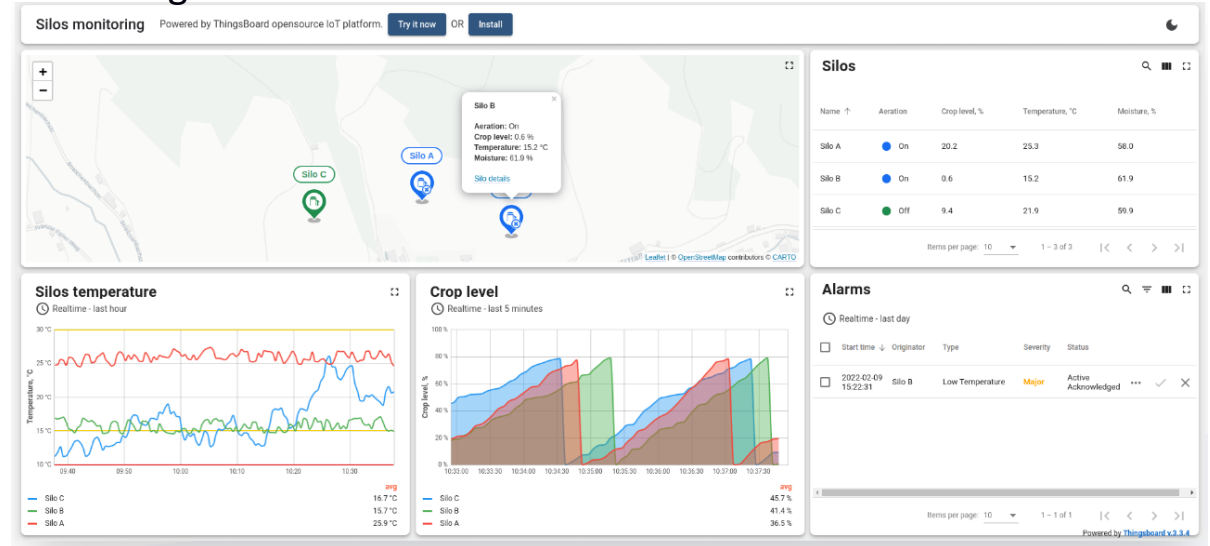 Silos monitoring Powered by ThingsBoard opensource IoT platform. Try it now OR Install
+
−
Silo B
×
Aeration: On
Crop level: 0.6 %
Temperature: 15.2 °C
Moisture: 61.9 %
Silo details
Silo A
Silo C
Leaflet | © OpenStreetMap contributors © CARTO
Silos
Name ↑ Aeration Crop level, % Temperature, °C Moisture, %
Silo A On 20.2 25.3 58.0
Silo B On 0.6 15.2 61.9
Silo C Off 9.4 21.9 59.9
Items per page: 10 1 – 3 of 3 |< < > >|
Silos temperature
Realtime - last hour
Temperature, °C
30 °C
25 °C
20 °C
15 °C
10 °C
09:40 09:50 10:00 10:10 10:20 10:30
avg
Silo C 16.7 °C
Silo B 15.7 °C
Silo A 25.9 °C
Crop level
Realtime - last 5 minutes
Crop level, %
100 %
80 %
60 %
40 %
20 %
0 %
10:33:00 10:33:30 10:34:00 10:34:30 10:35:00 10:35:30 10:36:00 10:36:30 10:37:00 10:37:30
avg
Silo C 45.7 %
Silo B 41.4 %
Silo A 36.5 %
Alarms
Realtime - last day
Start time ↓ Originator Type Severity Status
2022-02-09 15:22:31 Silo B Low Temperature Major Active Acknowledged ...
Items per page: 10 1 – 1 of 1 |< < > >|
Powered by Thingsboard v.3.3.4